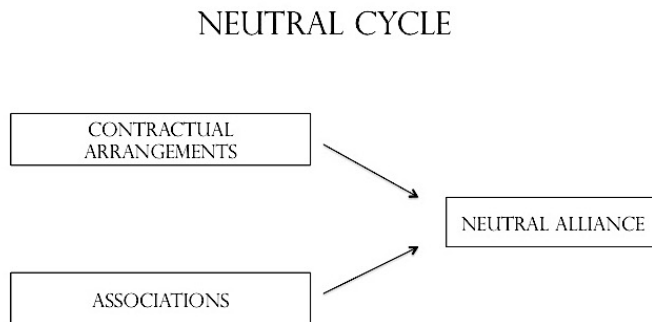 NEUTRAL CYCLE
CONTRACTUAL
ARRANGEMENTS
NEUTRAL ALLIANCE
ASSOCIATIONS